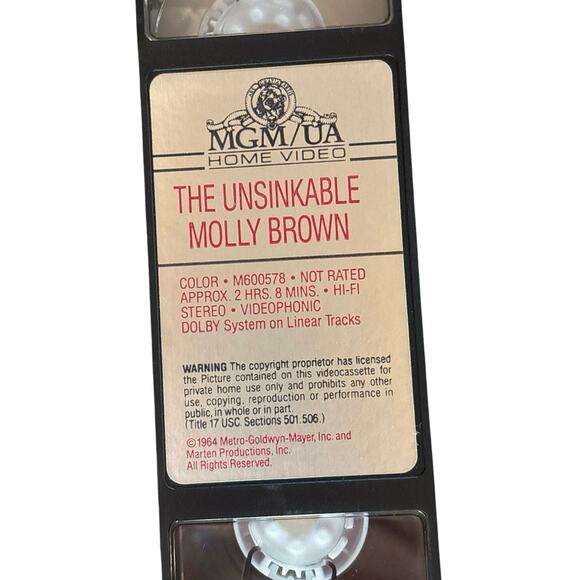 MGM/UA
HOME VIDEO
THE UNSINKABLE
MOLLY BROWN
COLOR • M600578 • NOT RATED
APPROX. 2 HRS. 8 MINS. • HI-FI
STEREO • VIDEOPHONIC
DOLBY System on Linear Tracks
WARNING The copyright proprietor has licensed
the Picture contained on this videocassette for
private home use only and prohibits any other
use, copying, reproduction or performance in
public, in whole or in part.
(Title 17 USC. Sections 501.506.)
©1964 Metro-Goldwyn-Mayer, Inc. and
Marten Productions, Inc.
All Rights Reserved.